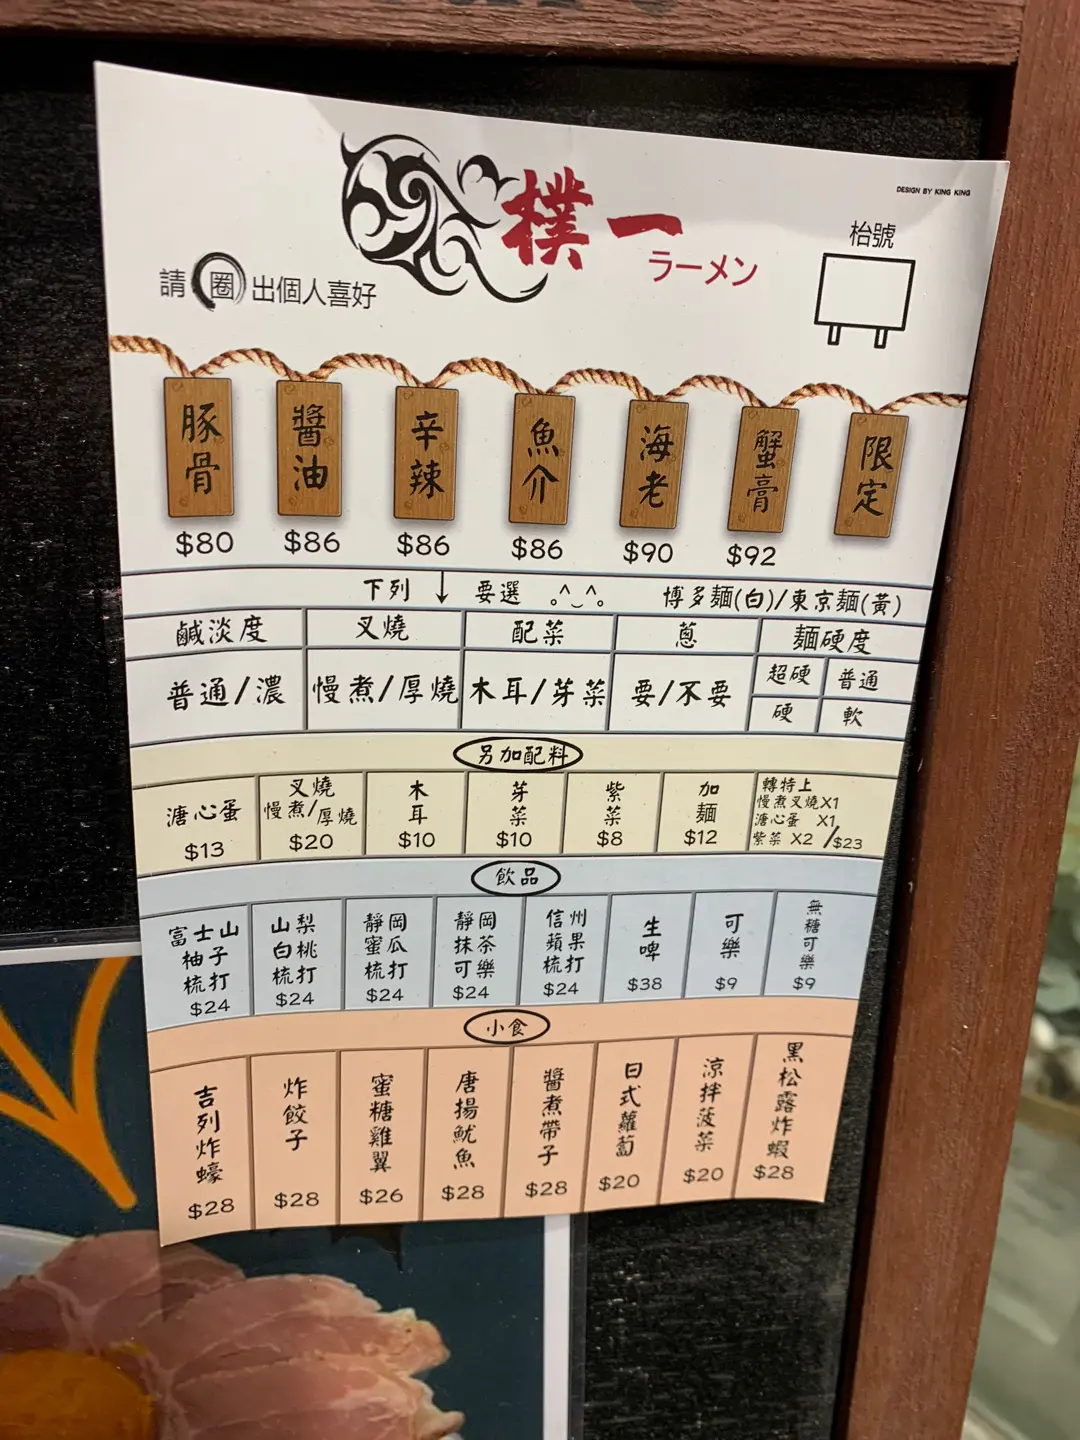 DESIGN BY KING KING
樸一
ラーメン
枱號
請圈出個人喜好
豚骨 醬油 辛辣 魚介 海老 蟹膏 限定
$80 $86 $86 $86 $90 $92
下列↓要選 ^‿^ 博多麵(白)/東京麵(黃)
鹹淡度 叉燒 配菜 蔥 麵硬度
普通/濃 慢煮/厚燒 木耳/芽菜 要/不要 超硬 普通
硬 軟
另加配料
溏心蛋 $13
叉燒 慢煮/厚燒 $20
木耳 $10
芽菜 $10
紫菜 $8
加麵 $12
轉特上
慢煮叉燒X1
溏心蛋 X1
紫菜 X2 /$23
飲品
富士山柚子梳打 $24
山梨白桃梳打 $24
靜岡蜜瓜梳打 $24
靜岡抹茶可樂 $24
信州蘋果梳打 $24
生啤 $38
可樂 $9
無糖可樂 $9
小食
吉列炸蠔 $28
炸餃子 $28
蜜糖雞翼 $26
唐揚魷魚 $28
醬煮帶子 $28
日式蘿蔔 $20
涼拌菠菜 $20
黑松露炸蝦 $28